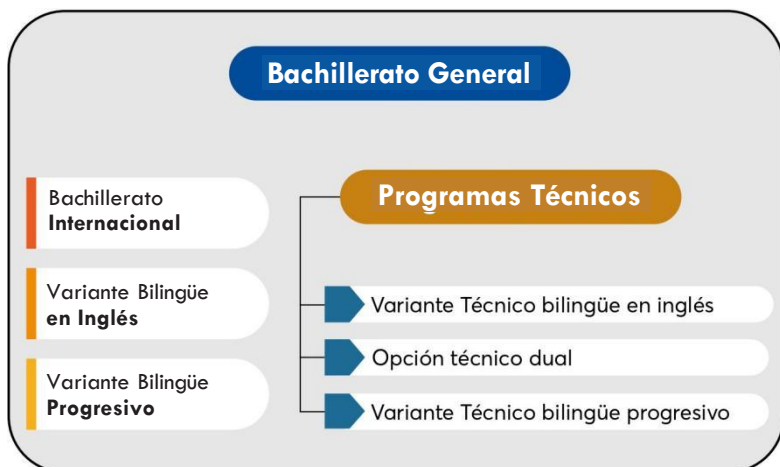 Bachillerato General
Bachillerato
Internacional
Variante Bilingüe
en Inglés
Variante Bilingüe
Progresivo
Programas Técnicos
Variante Técnico bilingüe en inglés
Opción técnico dual
Variante Técnico bilingüe progresivo